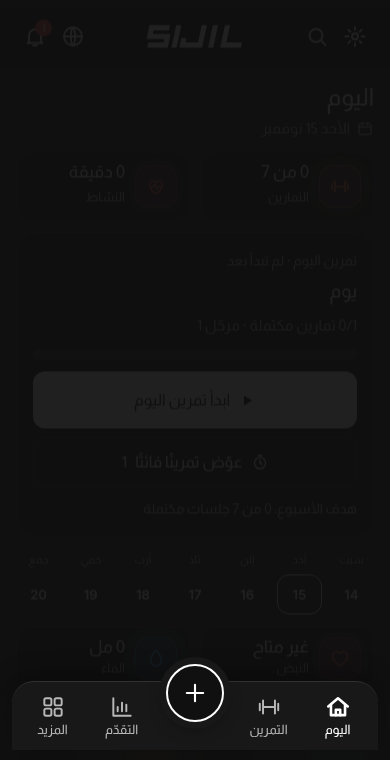 SIJIL
اليوم
الأحد 15 نوفمبر
0 من 7
التمارين
0 دقيقة
النشاط
تمرين اليوم · لم تبدأ بعد
يوم
0/1 تمارين مكتملة · مرحل 1
ابدأ تمرين اليوم
عوّض تمرينًا فائتًا 1
هدف الأسبوع: 0 من 7 جلسات مكتملة
14 15 16 17 18 19 20
غير متاح
النبض
0 مل
الماء
اليوم
التمرين
التقدّم
المزيد